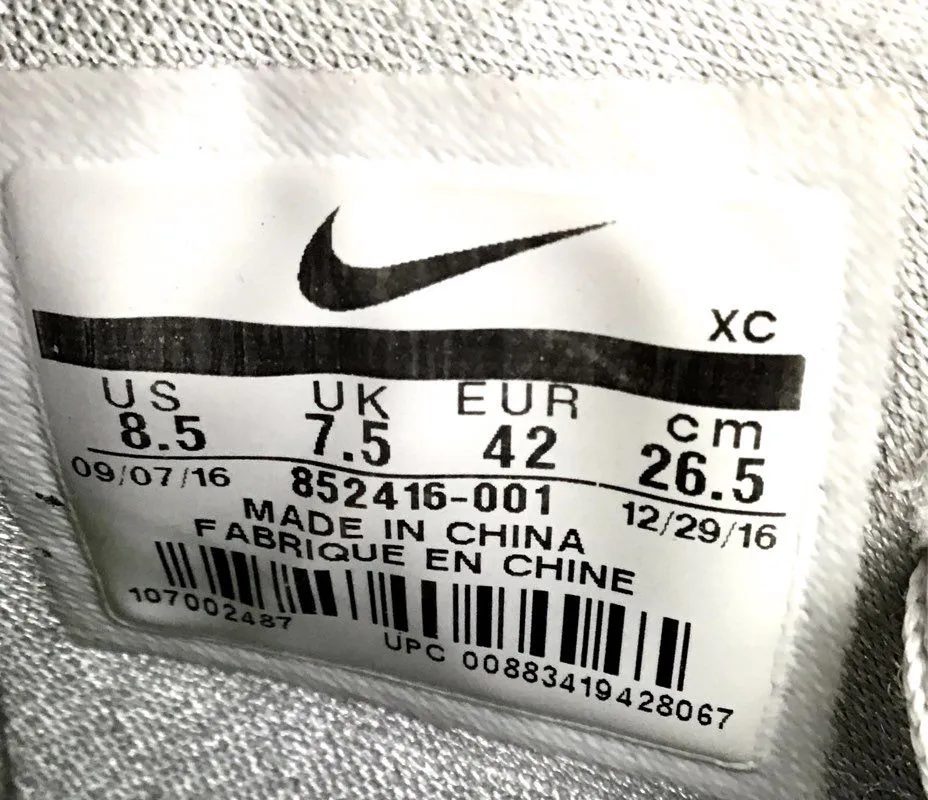 XC
US UK EUR cm
8.5 7.5 42 26.5
09/07/16 852416-001 12/29/16
MADE IN CHINA
FABRIQUE EN CHINE
107002487
UPC 00883419428067